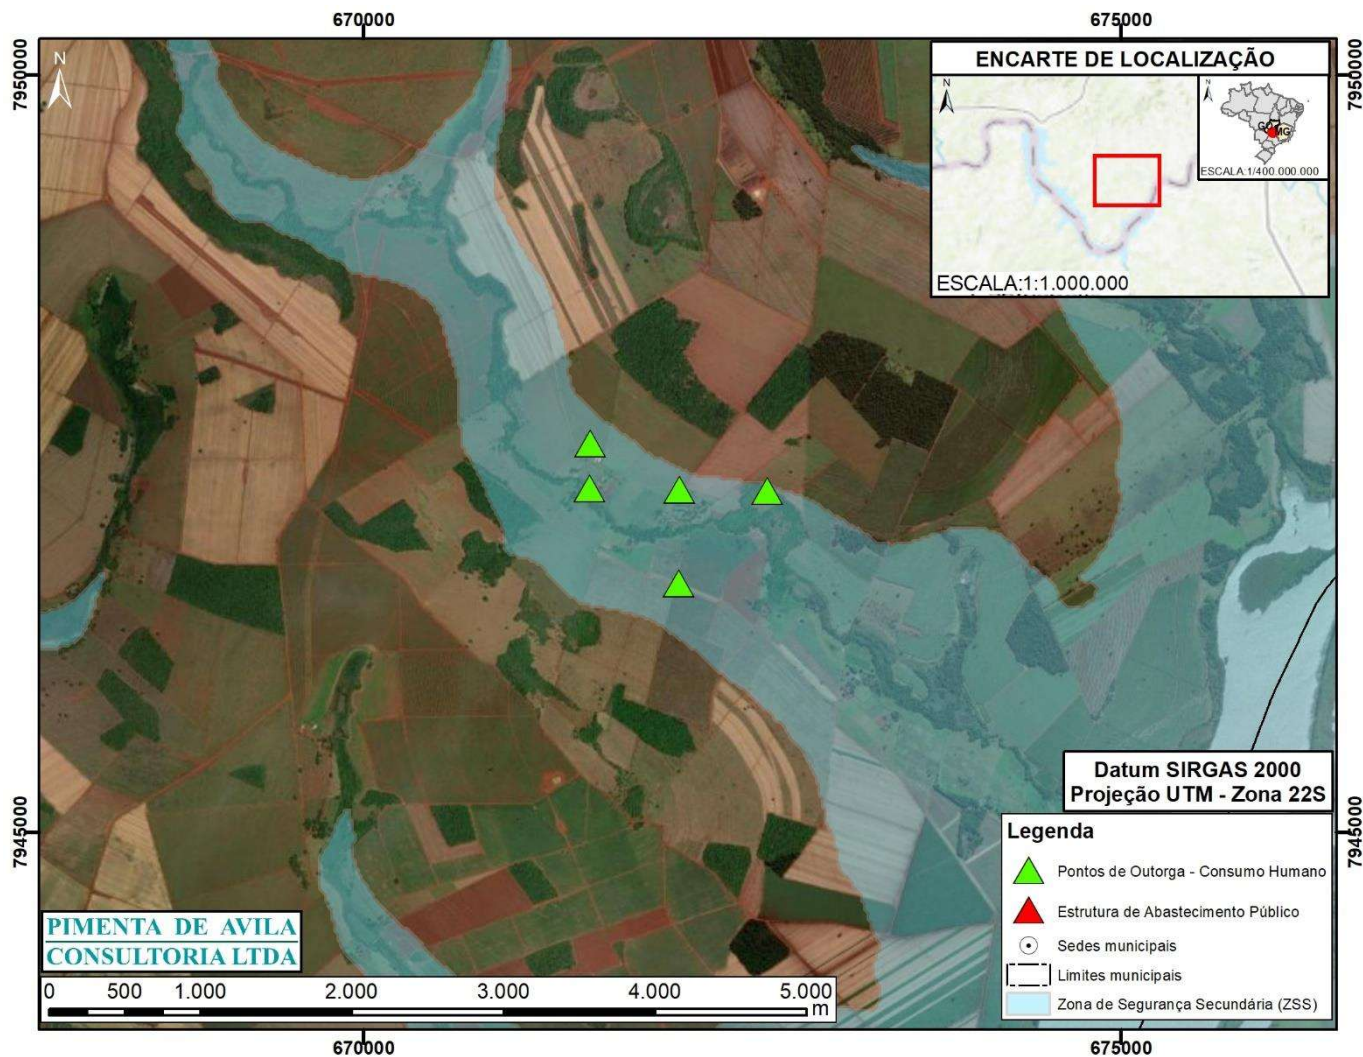 670000
675000
7950000
7950000
N
ENCARTE DE LOCALIZAÇÃO
N
N
GO
MG
ESCALA:1/400.000.000
ESCALA:1:1.000.000
Datum SIRGAS 2000
Projeção UTM - Zona 22S
7945000
7945000
Legenda
Pontos de Outorga - Consumo Humano
Estrutura de Abastecimento Público
Sedes municipais
Limites municipais
Zona de Segurança Secundária (ZSS)
PIMENTA DE AVILA
CONSULTORIA LTDA
0 500 1.000 2.000 3.000 4.000 5.000
m
670000
675000